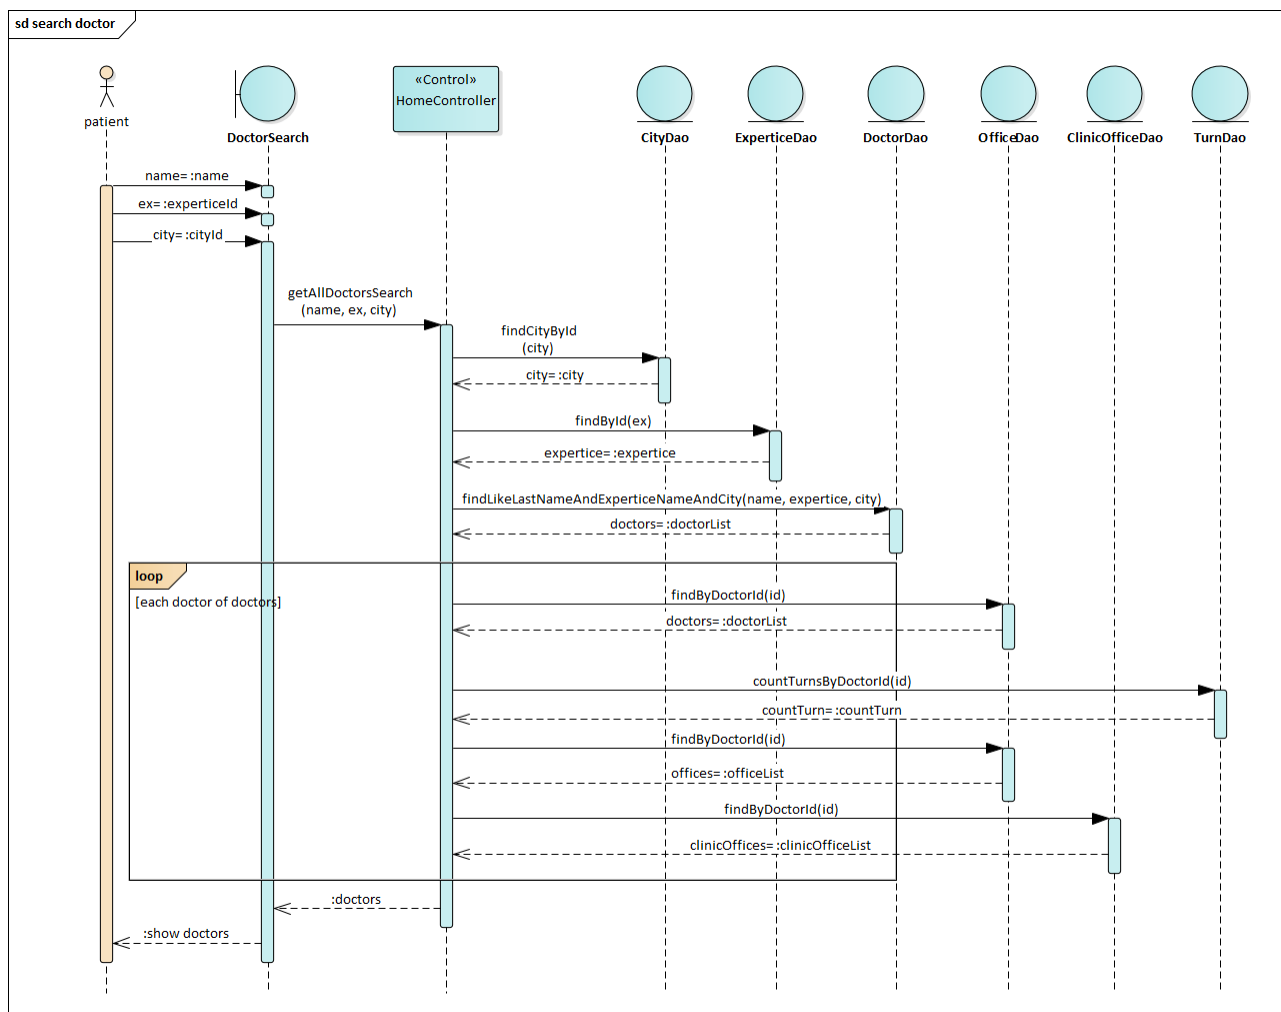 sd search doctor
«Control»
HomeController
patient
DoctorSearch
CityDao
ExperticeDao
DoctorDao
OfficeDao
ClinicOfficeDao
TurnDao
name= :name
ex= :experticeId
city= :cityId
getAllDoctorsSearch
(name, ex, city)
findCityById
(city)
city= :city
findById(ex)
expertice= :expertice
findLikeLastNameAndExperticeNameAndCity(name, expertice, city)
doctors= :doctorList
loop
[each doctor of doctors]
findByDoctorId(id)
doctors= :doctorList
countTurnsByDoctorId(id)
countTurn= :countTurn
findByDoctorId(id)
offices= :officeList
findByDoctorId(id)
clinicOffices= :clinicOfficeList
:doctors
:show doctors